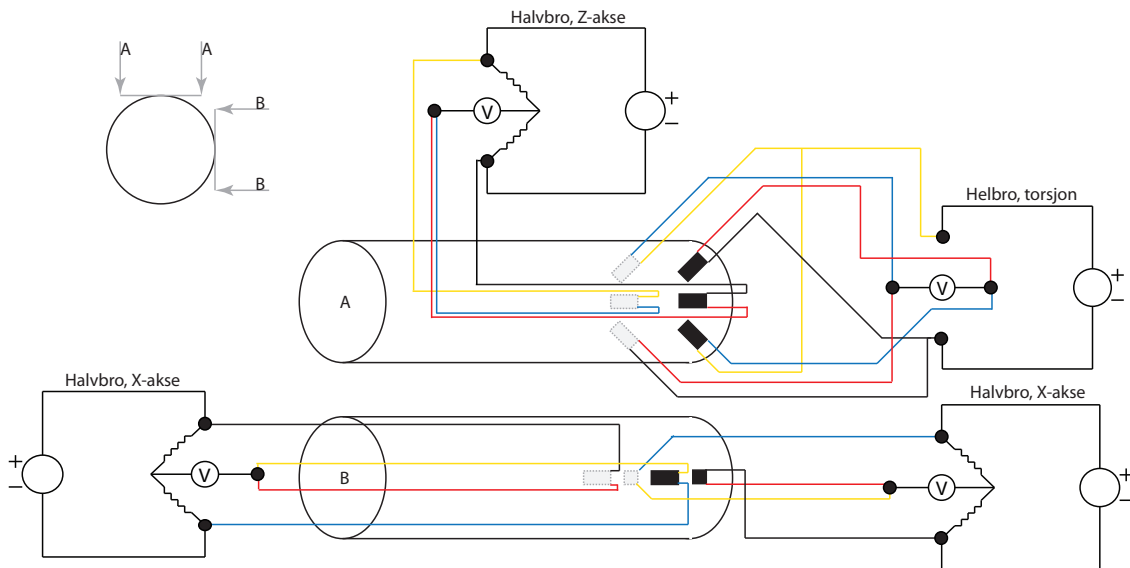 Halvbro, Z-akse
A A
B
B
V + −
Helbro, torsjon
V + −
A
Halvbro, X-akse
Halvbro, X-akse
+ − V
B
V + −